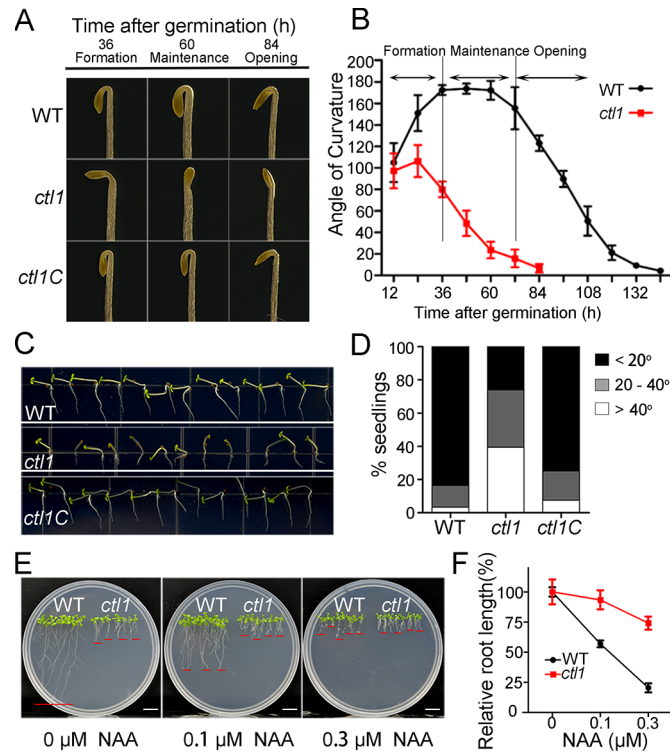 A
Time after germination (h)
36 60 84
Formation Maintenance Opening
WT
ctl1
ctl1C
B
Formation Maintenance Opening
200
180
160
140
120
100
80
60
40
20
0
Angle of Curvature
WT
ctl1
12 36 60 84 108 132
Time after germination (h)
C
WT
ctl1
ctl1C
D
100
80
60
40
20
0
% seedlings
< 20°
20 - 40°
> 40°
WT ctl1 ctl1C
E
WT ctl1
WT ctl1
WT ctl1
0 µM NAA 0.1 µM NAA 0.3 µM NAA
F
Relative root length(%)
100
75
50
25
0
WT
ctl1
0 0.1 0.3
NAA (µM)